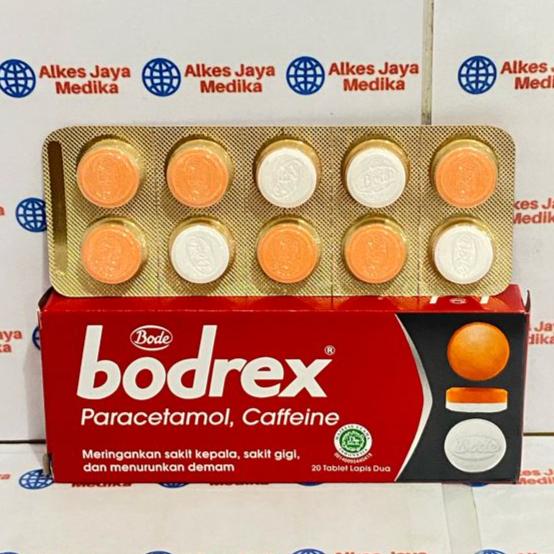 Alkes Jaya
Medika
Alkes Jaya
Medika
Alkes Jaya
Medika
Alkes Jaya
Medika
Bode
bodrex®
Paracetamol, Caffeine
Meringankan sakit kepala, sakit gigi,
dan menurunkan demam
20 Tablet Lapis Dua
Bode